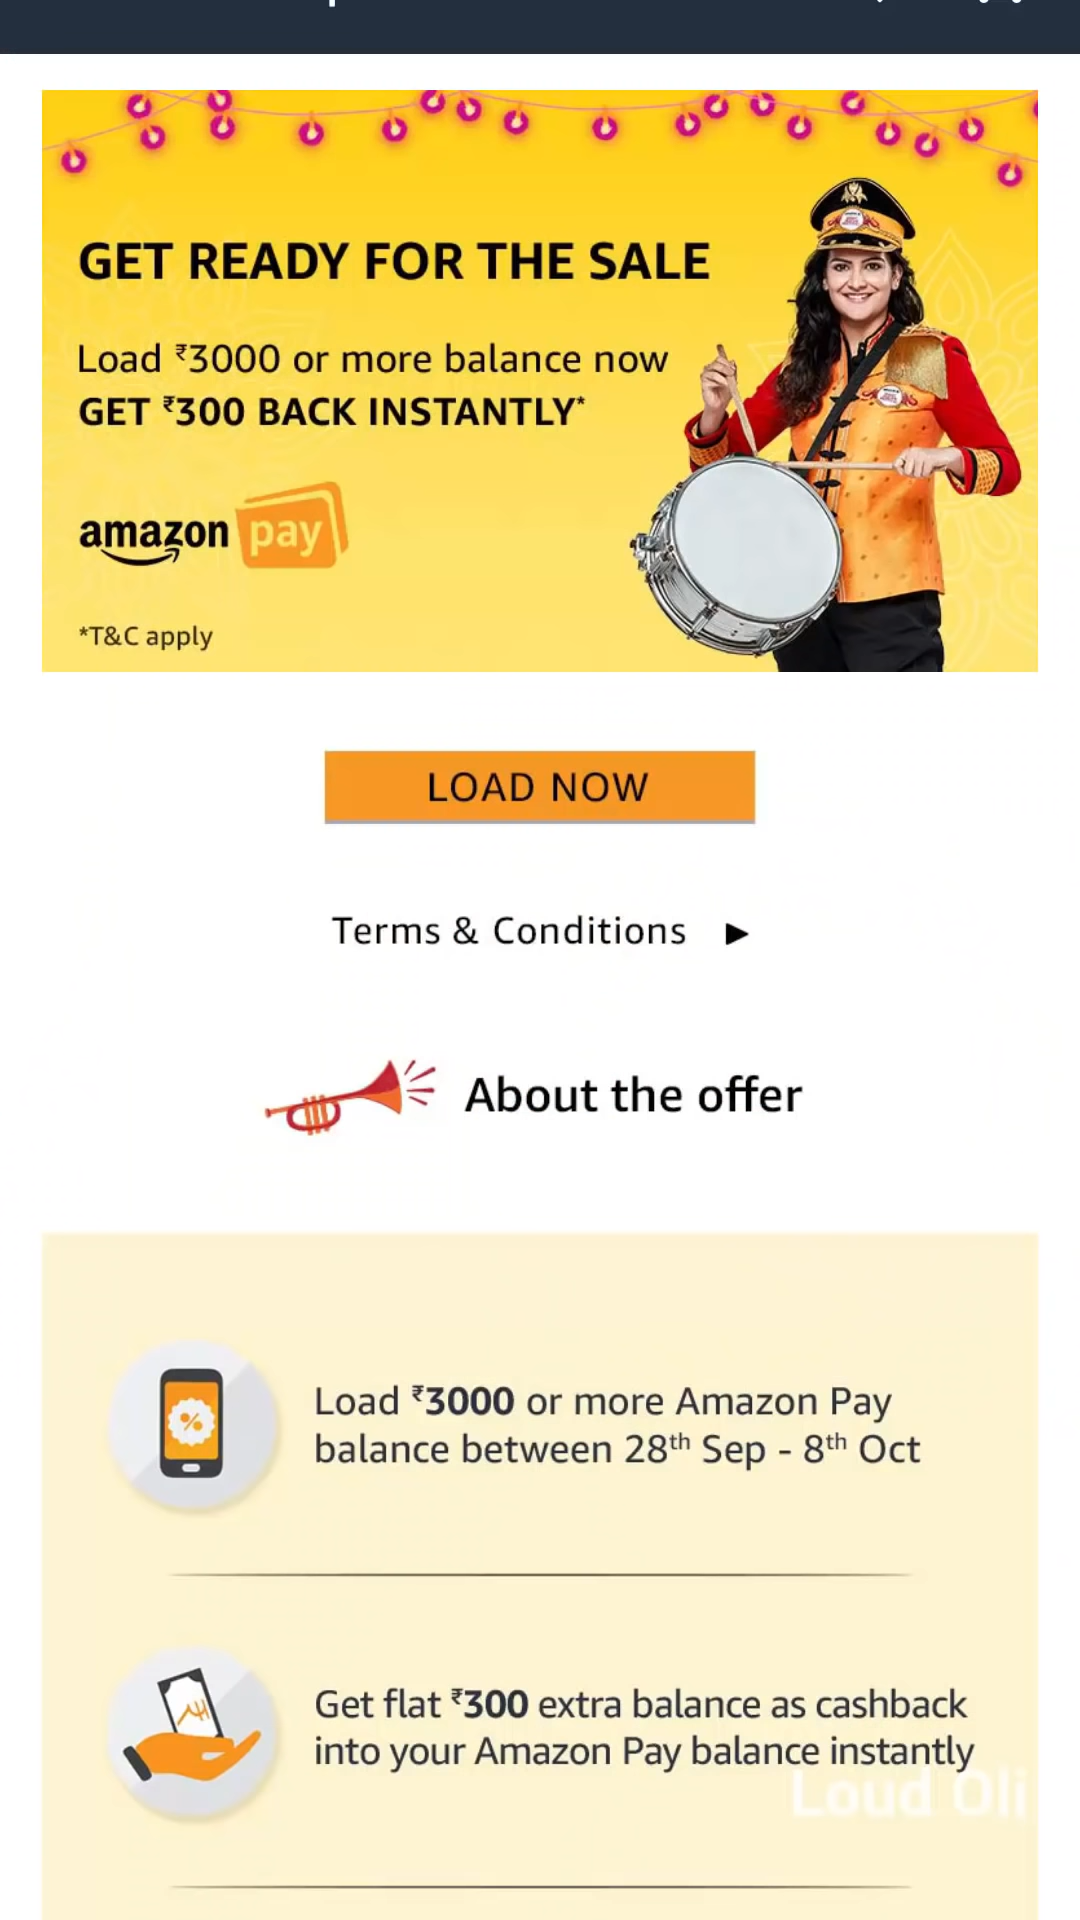 GET READY FOR THE SALE
Load ₹3000 or more balance now
GET ₹300 BACK INSTANTLY*
amazon pay
*T&C apply
LOAD NOW
Terms & Conditions ▶
About the offer
Load ₹3000 or more Amazon Pay
balance between 28th Sep - 8th Oct
Get flat ₹300 extra balance as cashback
into your Amazon Pay balance instantly
Loud Oli